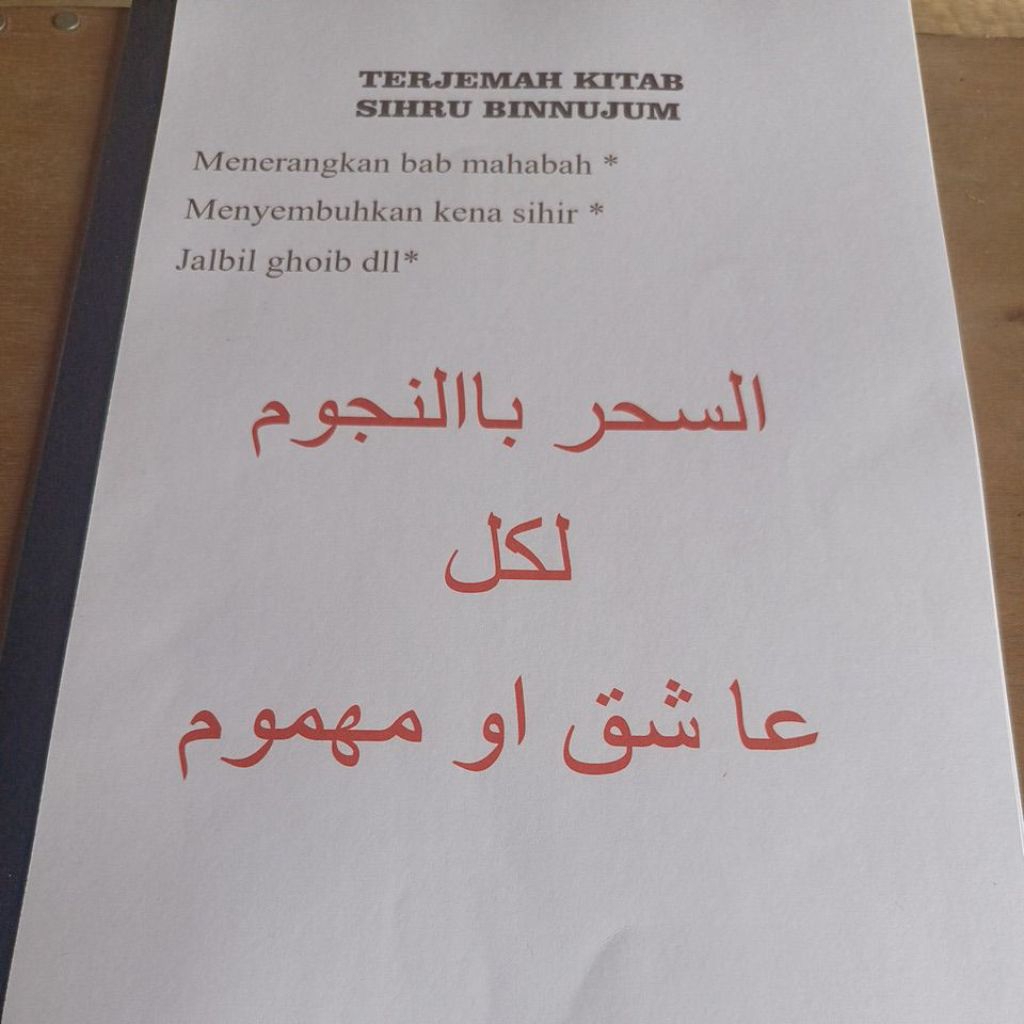 TERJEMAH KITAB
SIHRU BINNUJUM
Menerangkan bab mahabah *
Menyembuhkan kena sihir *
Jalbil ghoib dll*
السحر باالنجوم
لكل
عا شق او مهموم